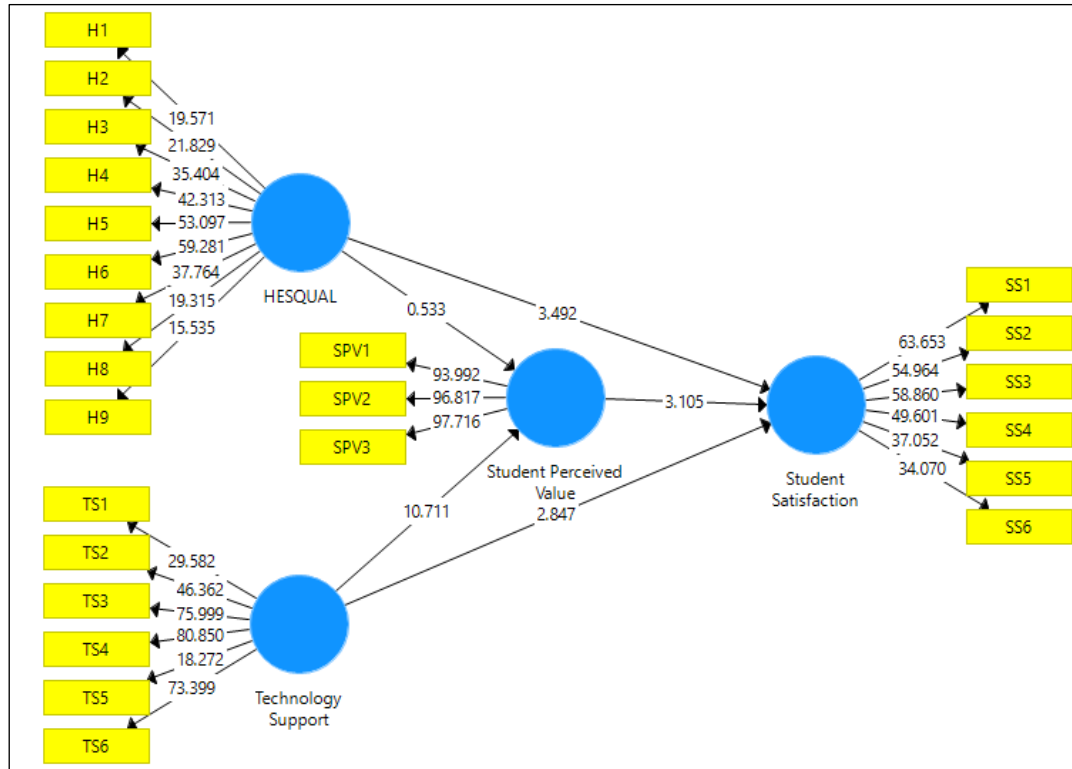 H1
H2
H3
H4
H5
H6
H7
H8
H9
19.571
21.829
35.404
42.313
53.097
59.281
37.764
19.315
15.535
HESQUAL
0.533
3.492
SPV1
SPV2
SPV3
93.992
96.817
97.716
Student Perceived
Value
3.105
10.711
2.847
TS1
TS2
TS3
TS4
TS5
TS6
29.582
46.362
75.999
80.850
18.272
73.399
Technology
Support
Student
Satisfaction
63.653
54.964
58.860
49.601
37.052
34.070
SS1
SS2
SS3
SS4
SS5
SS6